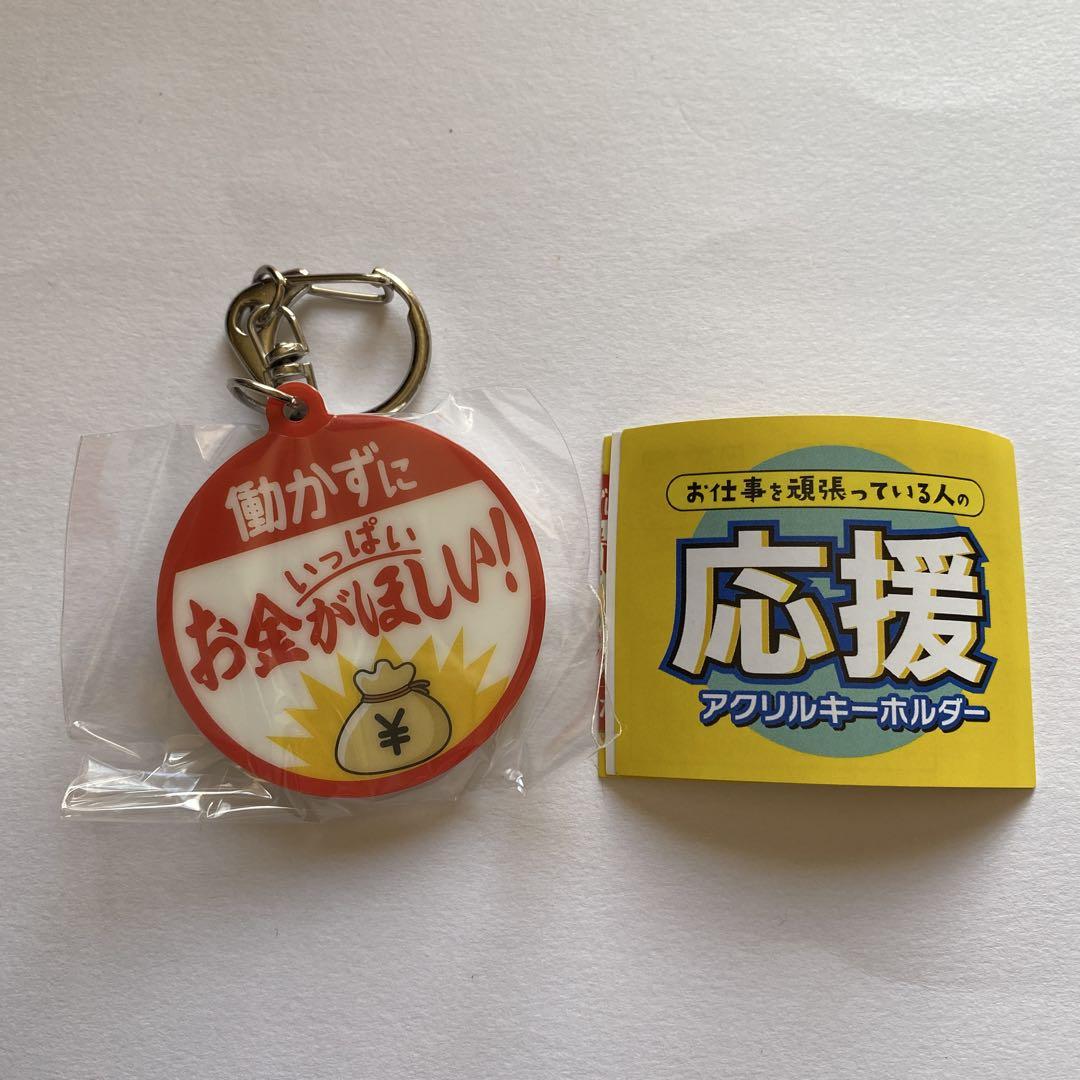 働かずに
いっぱい
お金がほしい!
¥
お仕事を頑張っている人の
応援
アクリルキーホルダー